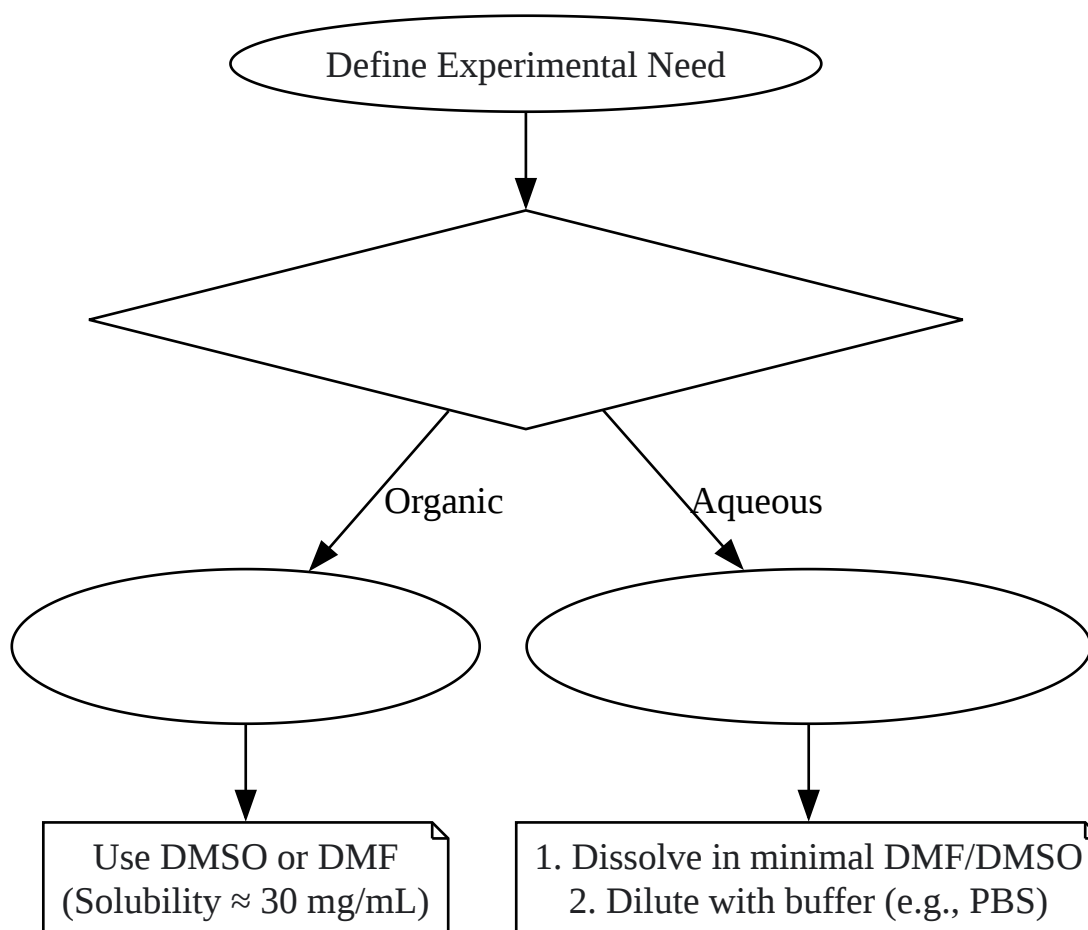 Define Experimental Need
Organic
Aqueous
Use DMSO or DMF
(Solubility ≈ 30 mg/mL)
1. Dissolve in minimal DMF/DMSO
2. Dilute with buffer (e.g., PBS)